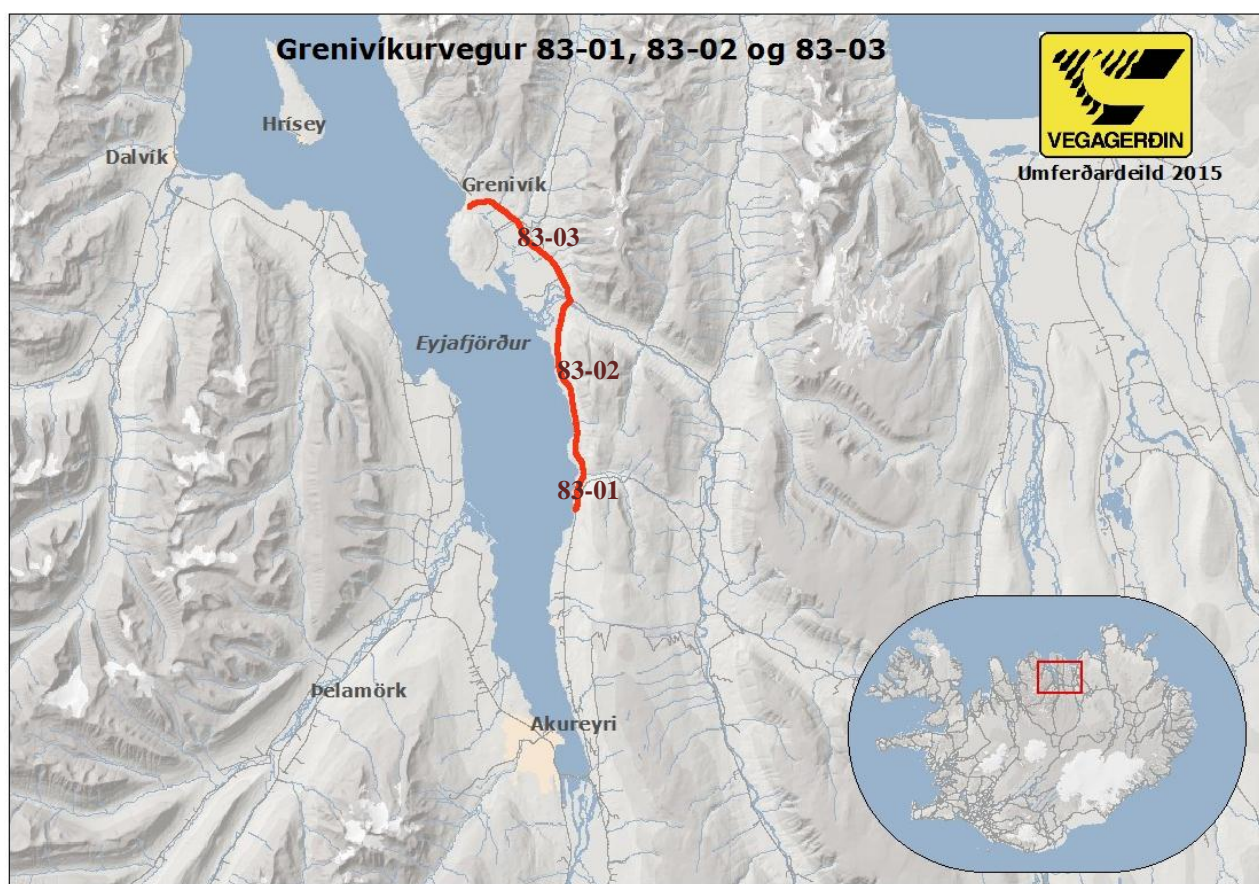 Grenivíkurvegur 83-01, 83-02 og 83-03
VEGAGERÐIN
Umferðardeild 2015
Hrísey
Dalvík
Grenivík
83-03
Eyjafjörður
83-02
83-01
Þelamörk
Akureyri